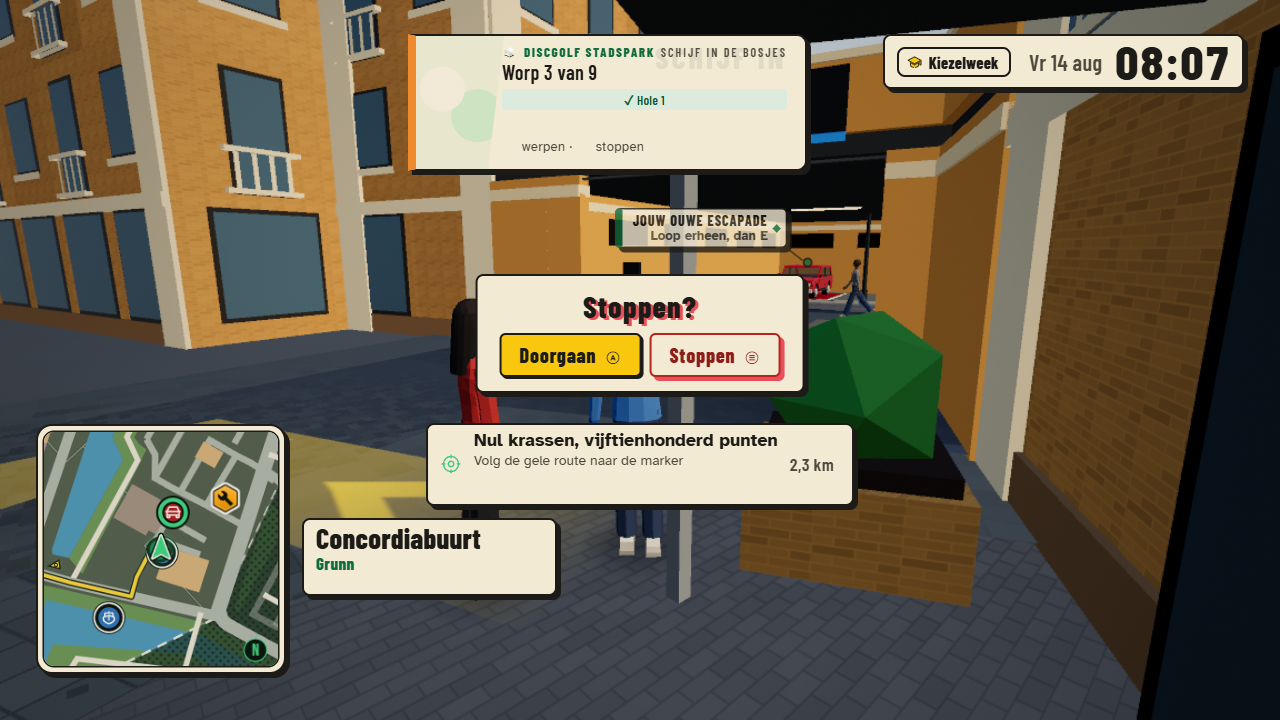 DISCGOLF STADSPARK SCHIJF IN DE BOSJES
SCHIJF IN
Worp 3 van 9
✓ Hole 1
werpen · stoppen
Kiezelweek
Vr 14 aug 08:07
JOUW OUWE ESCAPADE
Loop erheen, dan E
Stoppen?
Doorgaan A
Stoppen
Nul krassen, vijftienhonderd punten
Volg de gele route naar de marker
2,3 km
Concordiabuurt
Grunn
N